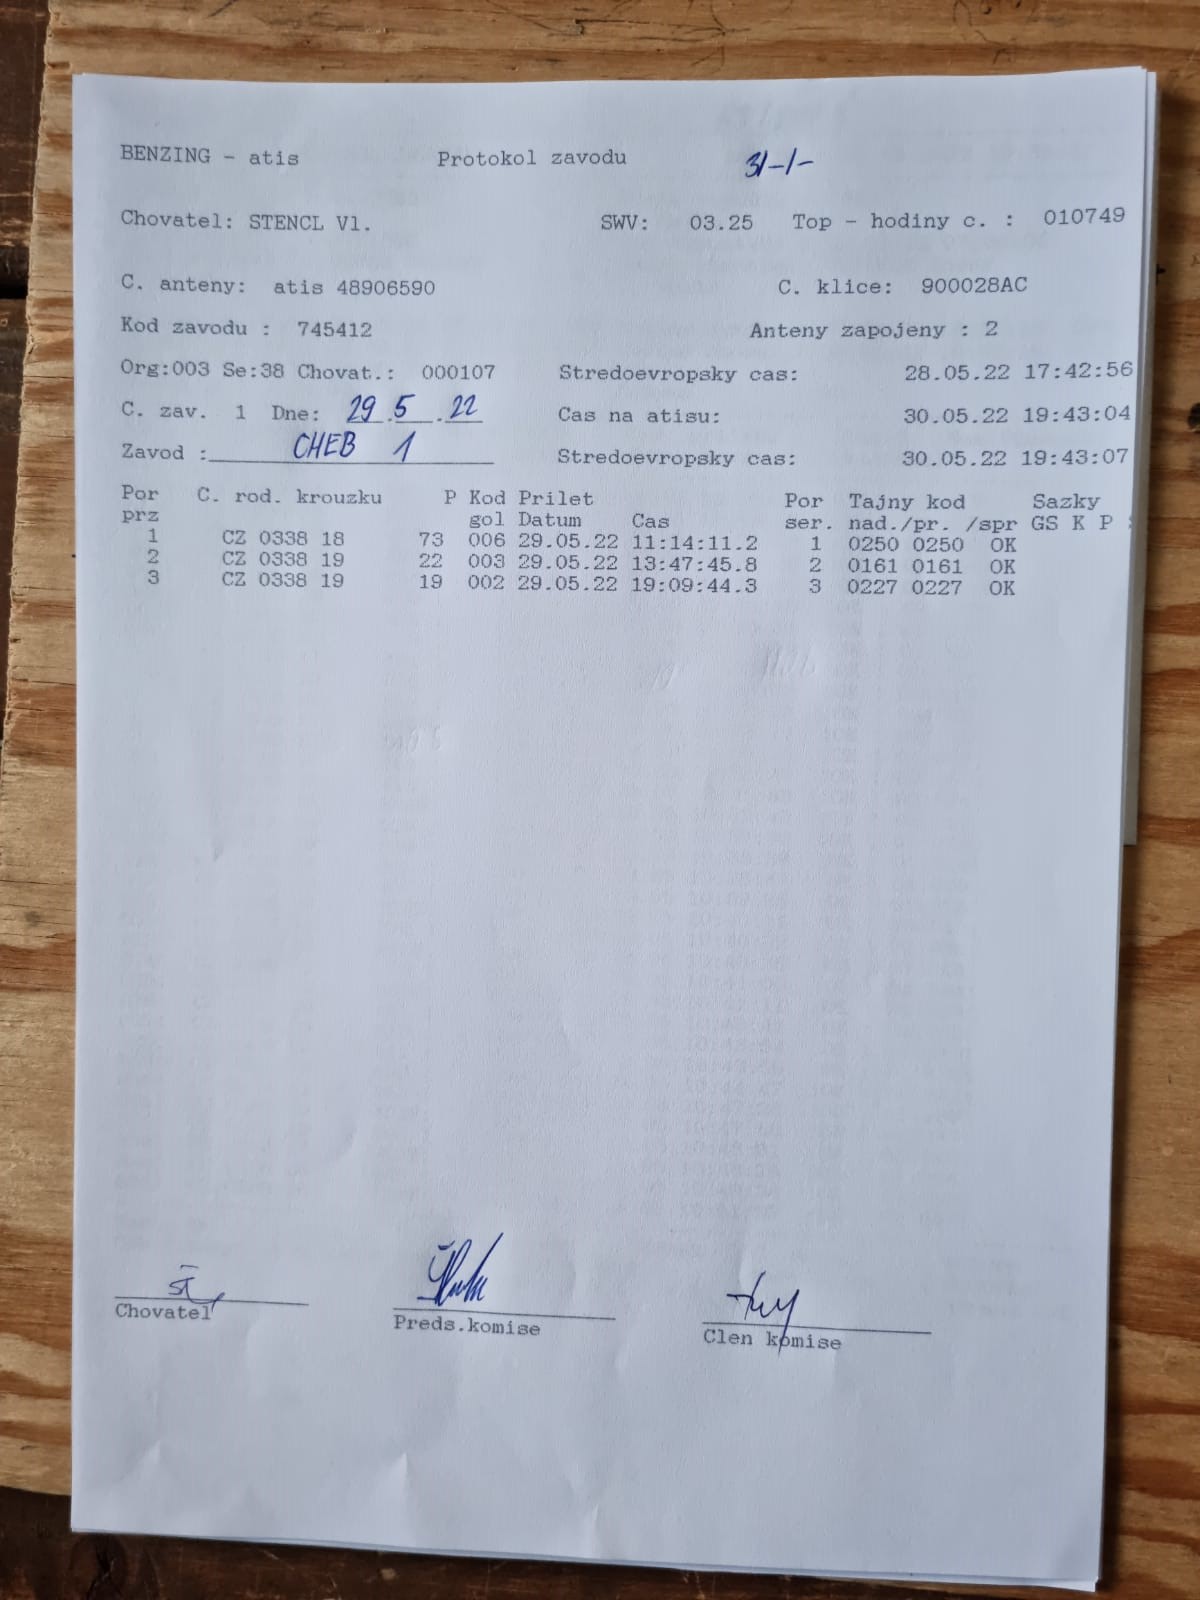 BENZING - atis Protokol zavodu 31-/-
Chovatel: STENCL Vl. SWV: 03.25 Top - hodiny c. : 010749
C. anteny: atis 48906590 C. klice: 900028AC
Kod zavodu : 745412 Anteny zapojeny : 2
Org:003 Se:38 Chovat.: 000107 Stredoevropsky cas: 28.05.22 17:42:56
C. zav. 1 Dne: 29.5.22 Cas na atisu: 30.05.22 19:43:04
Zavod : CHEB 1 Stredoevropsky cas: 30.05.22 19:43:07
Por C. rod. krouzku P Kod Prilet Por Tajny kod Sazky
prz gol Datum Cas ser. nad./pr. /spr GS K P
1 CZ 0338 18 73 006 29.05.22 11:14:11.2 1 0250 0250 OK
2 CZ 0338 19 22 003 29.05.22 13:47:45.8 2 0161 0161 OK
3 CZ 0338 19 19 002 29.05.22 19:09:44.3 3 0227 0227 OK
Chovatel Preds.komise Clen komise